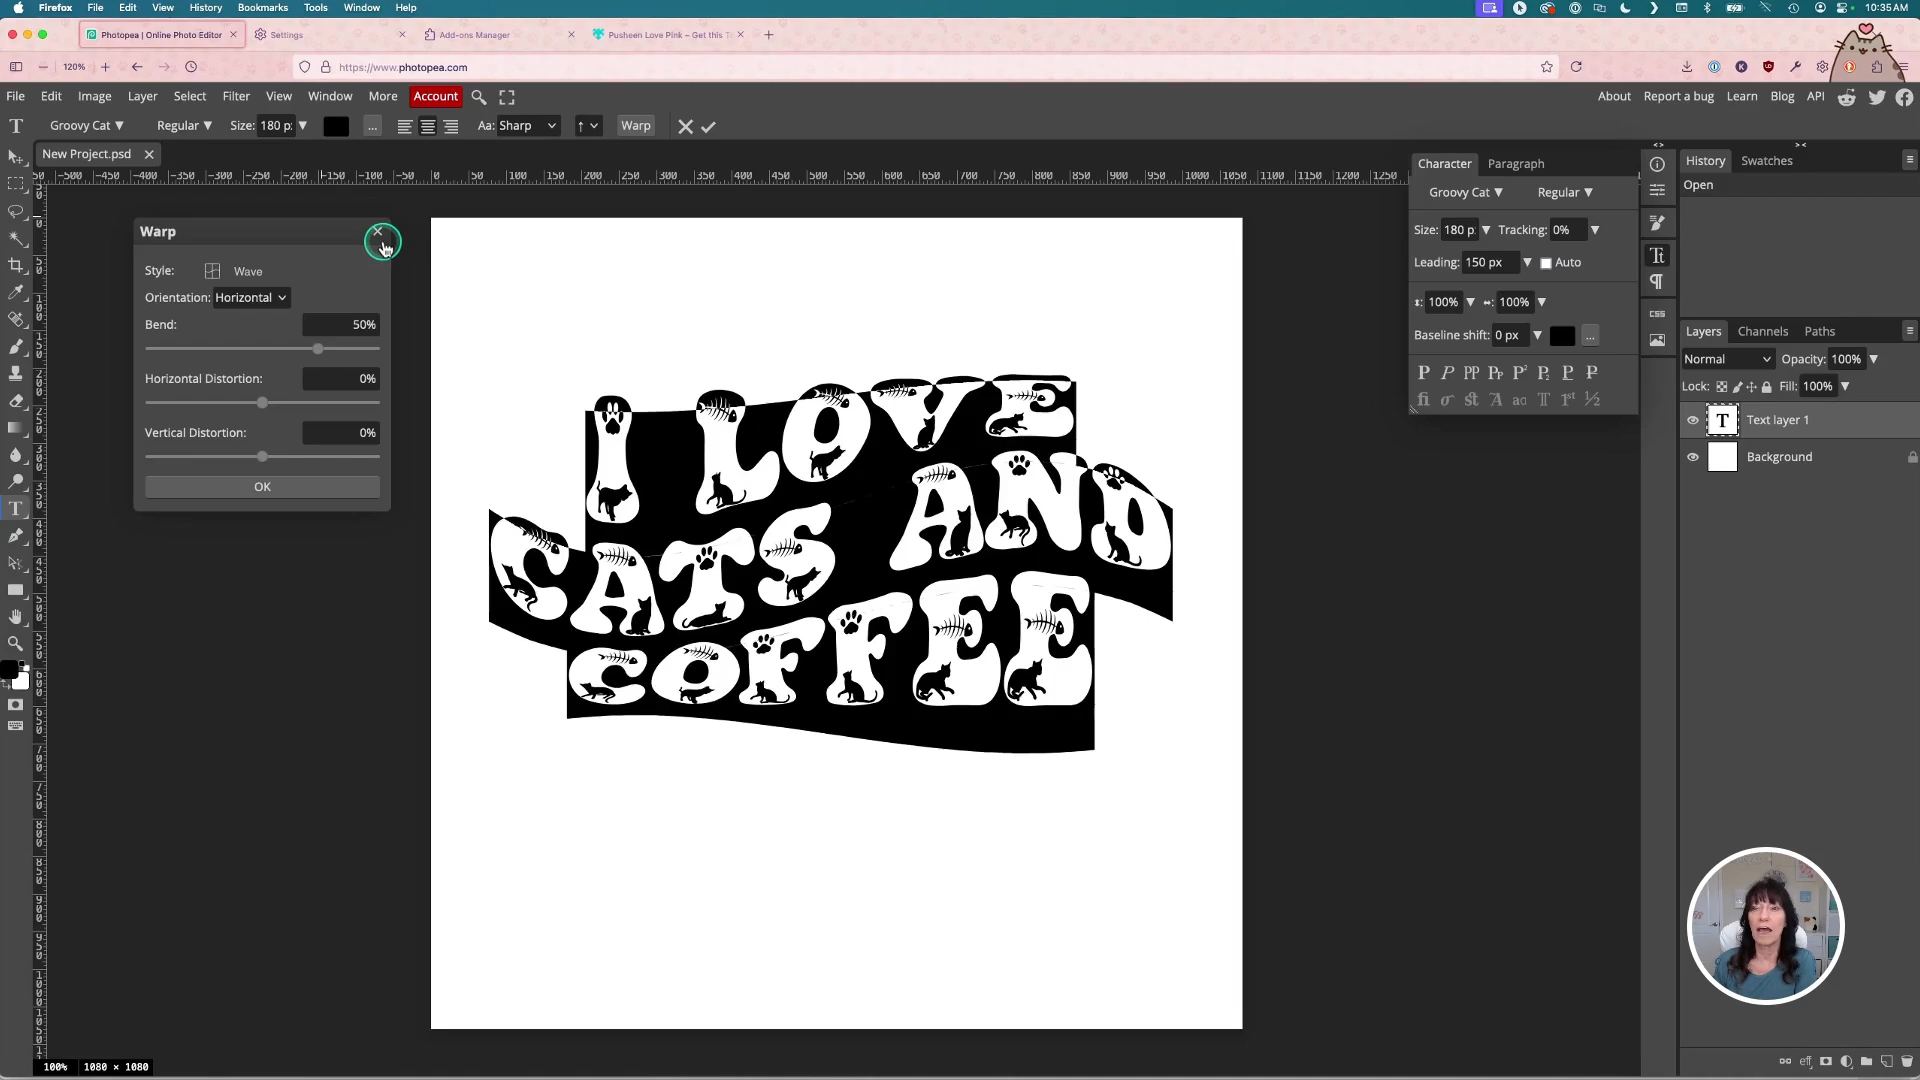 Firefox File Edit View History Bookmarks Tools Window Help 10:35 AM
Photopea | Online Photo Editor Settings Add-ons Manager Pusheen Love Pink – Get this T
120% https://www.photopea.com
File Edit Image Layer Select Filter View Window More Account About Report a bug Learn Blog API
Groovy Cat Regular Size: 180 p: ... Aa: Sharp Warp
New Project.psd
Warp
Style: Wave
Orientation: Horizontal
Bend: 50%
Horizontal Distortion: 0%
Vertical Distortion: 0%
OK
I LOVE
CATS AND
COFFEE
Character Paragraph
Groovy Cat Regular
Size: 180 p: Tracking: 0%
Leading: 150 px Auto
100% 100%
Baseline shift: 0 px ...
History Swatches
Open
CSS
Layers Channels Paths
Normal Opacity: 100%
Lock: Fill: 100%
Text layer 1
Background
eff
100% 1080 × 1080